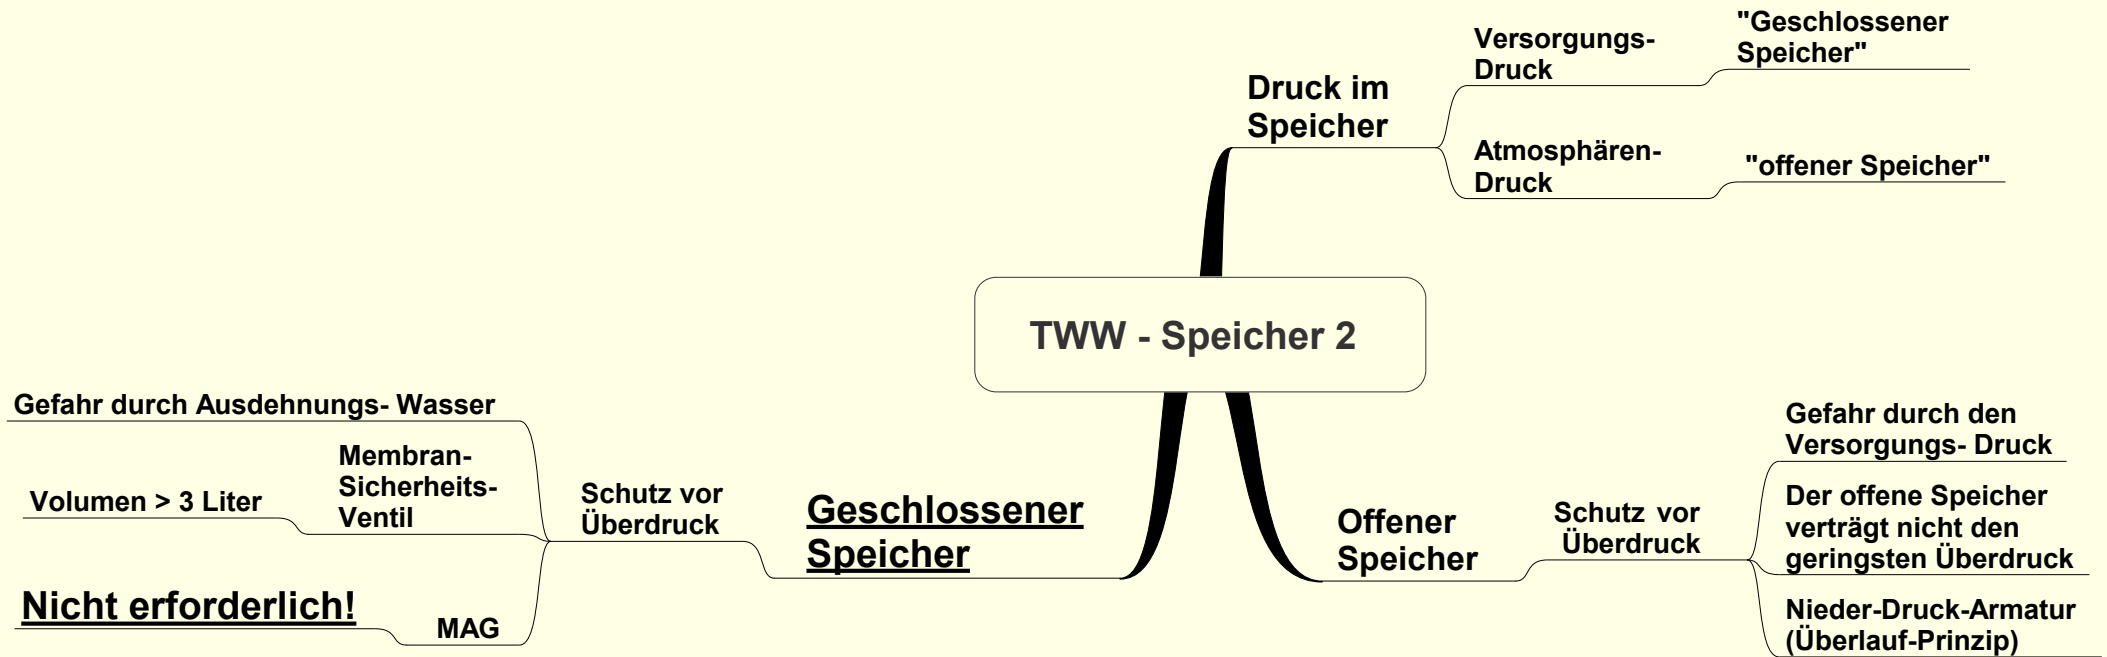 TWW - Speicher 2
Druck im
Speicher
Versorgungs-
Druck
"Geschlossener
Speicher"
Atmosphären-
Druck
"offener Speicher"
Offener
Speicher
Schutz vor
Überdruck
Gefahr durch den
Versorgungs- Druck
Der offene Speicher
verträgt nicht den
geringsten Überdruck
Nieder-Druck-Armatur
(Überlauf-Prinzip)
Geschlossener
Speicher
Schutz vor
Überdruck
Gefahr durch Ausdehnungs- Wasser
Membran-
Sicherheits-
Ventil
Volumen > 3 Liter
MAG
Nicht erforderlich!